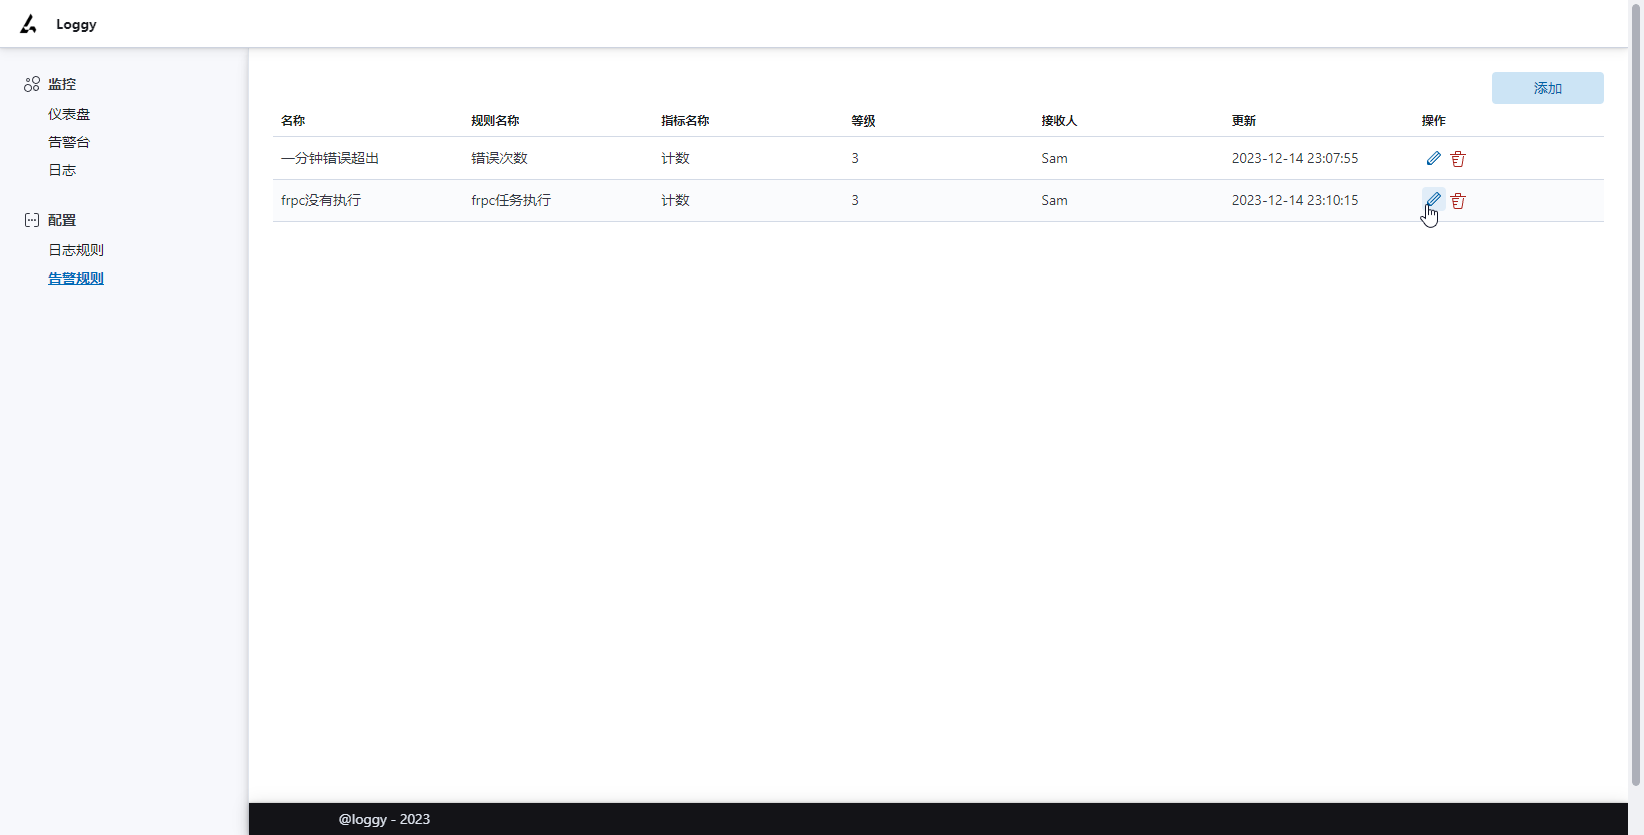 Loggy
监控
仪表盘
告警台
日志
配置
日志规则
告警规则
添加
名称 规则名称 指标名称 等级 接收人 更新 操作
一分钟错误超出 错误次数 计数 3 Sam 2023-12-14 23:07:55
frpc没有执行 frpc任务执行 计数 3 Sam 2023-12-14 23:10:15
@loggy - 2023